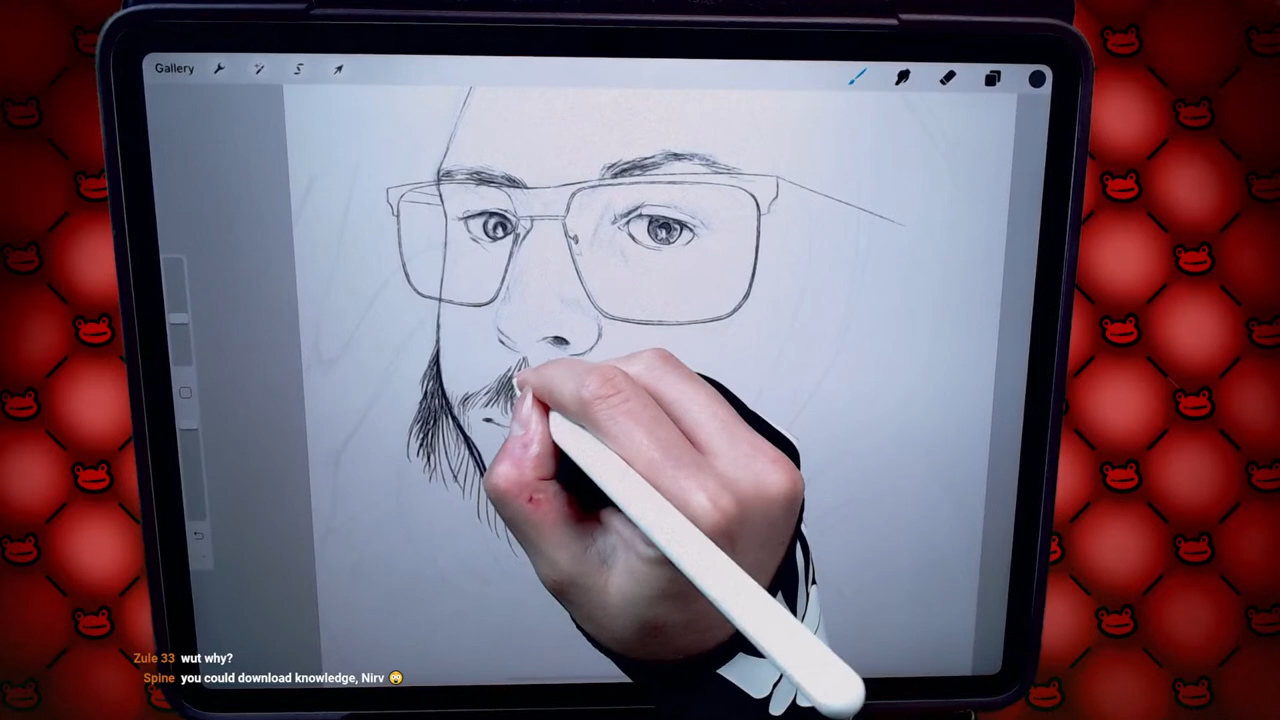 Gallery
Zule 33 wut why?
Spine you could download knowledge, Nirv 😳